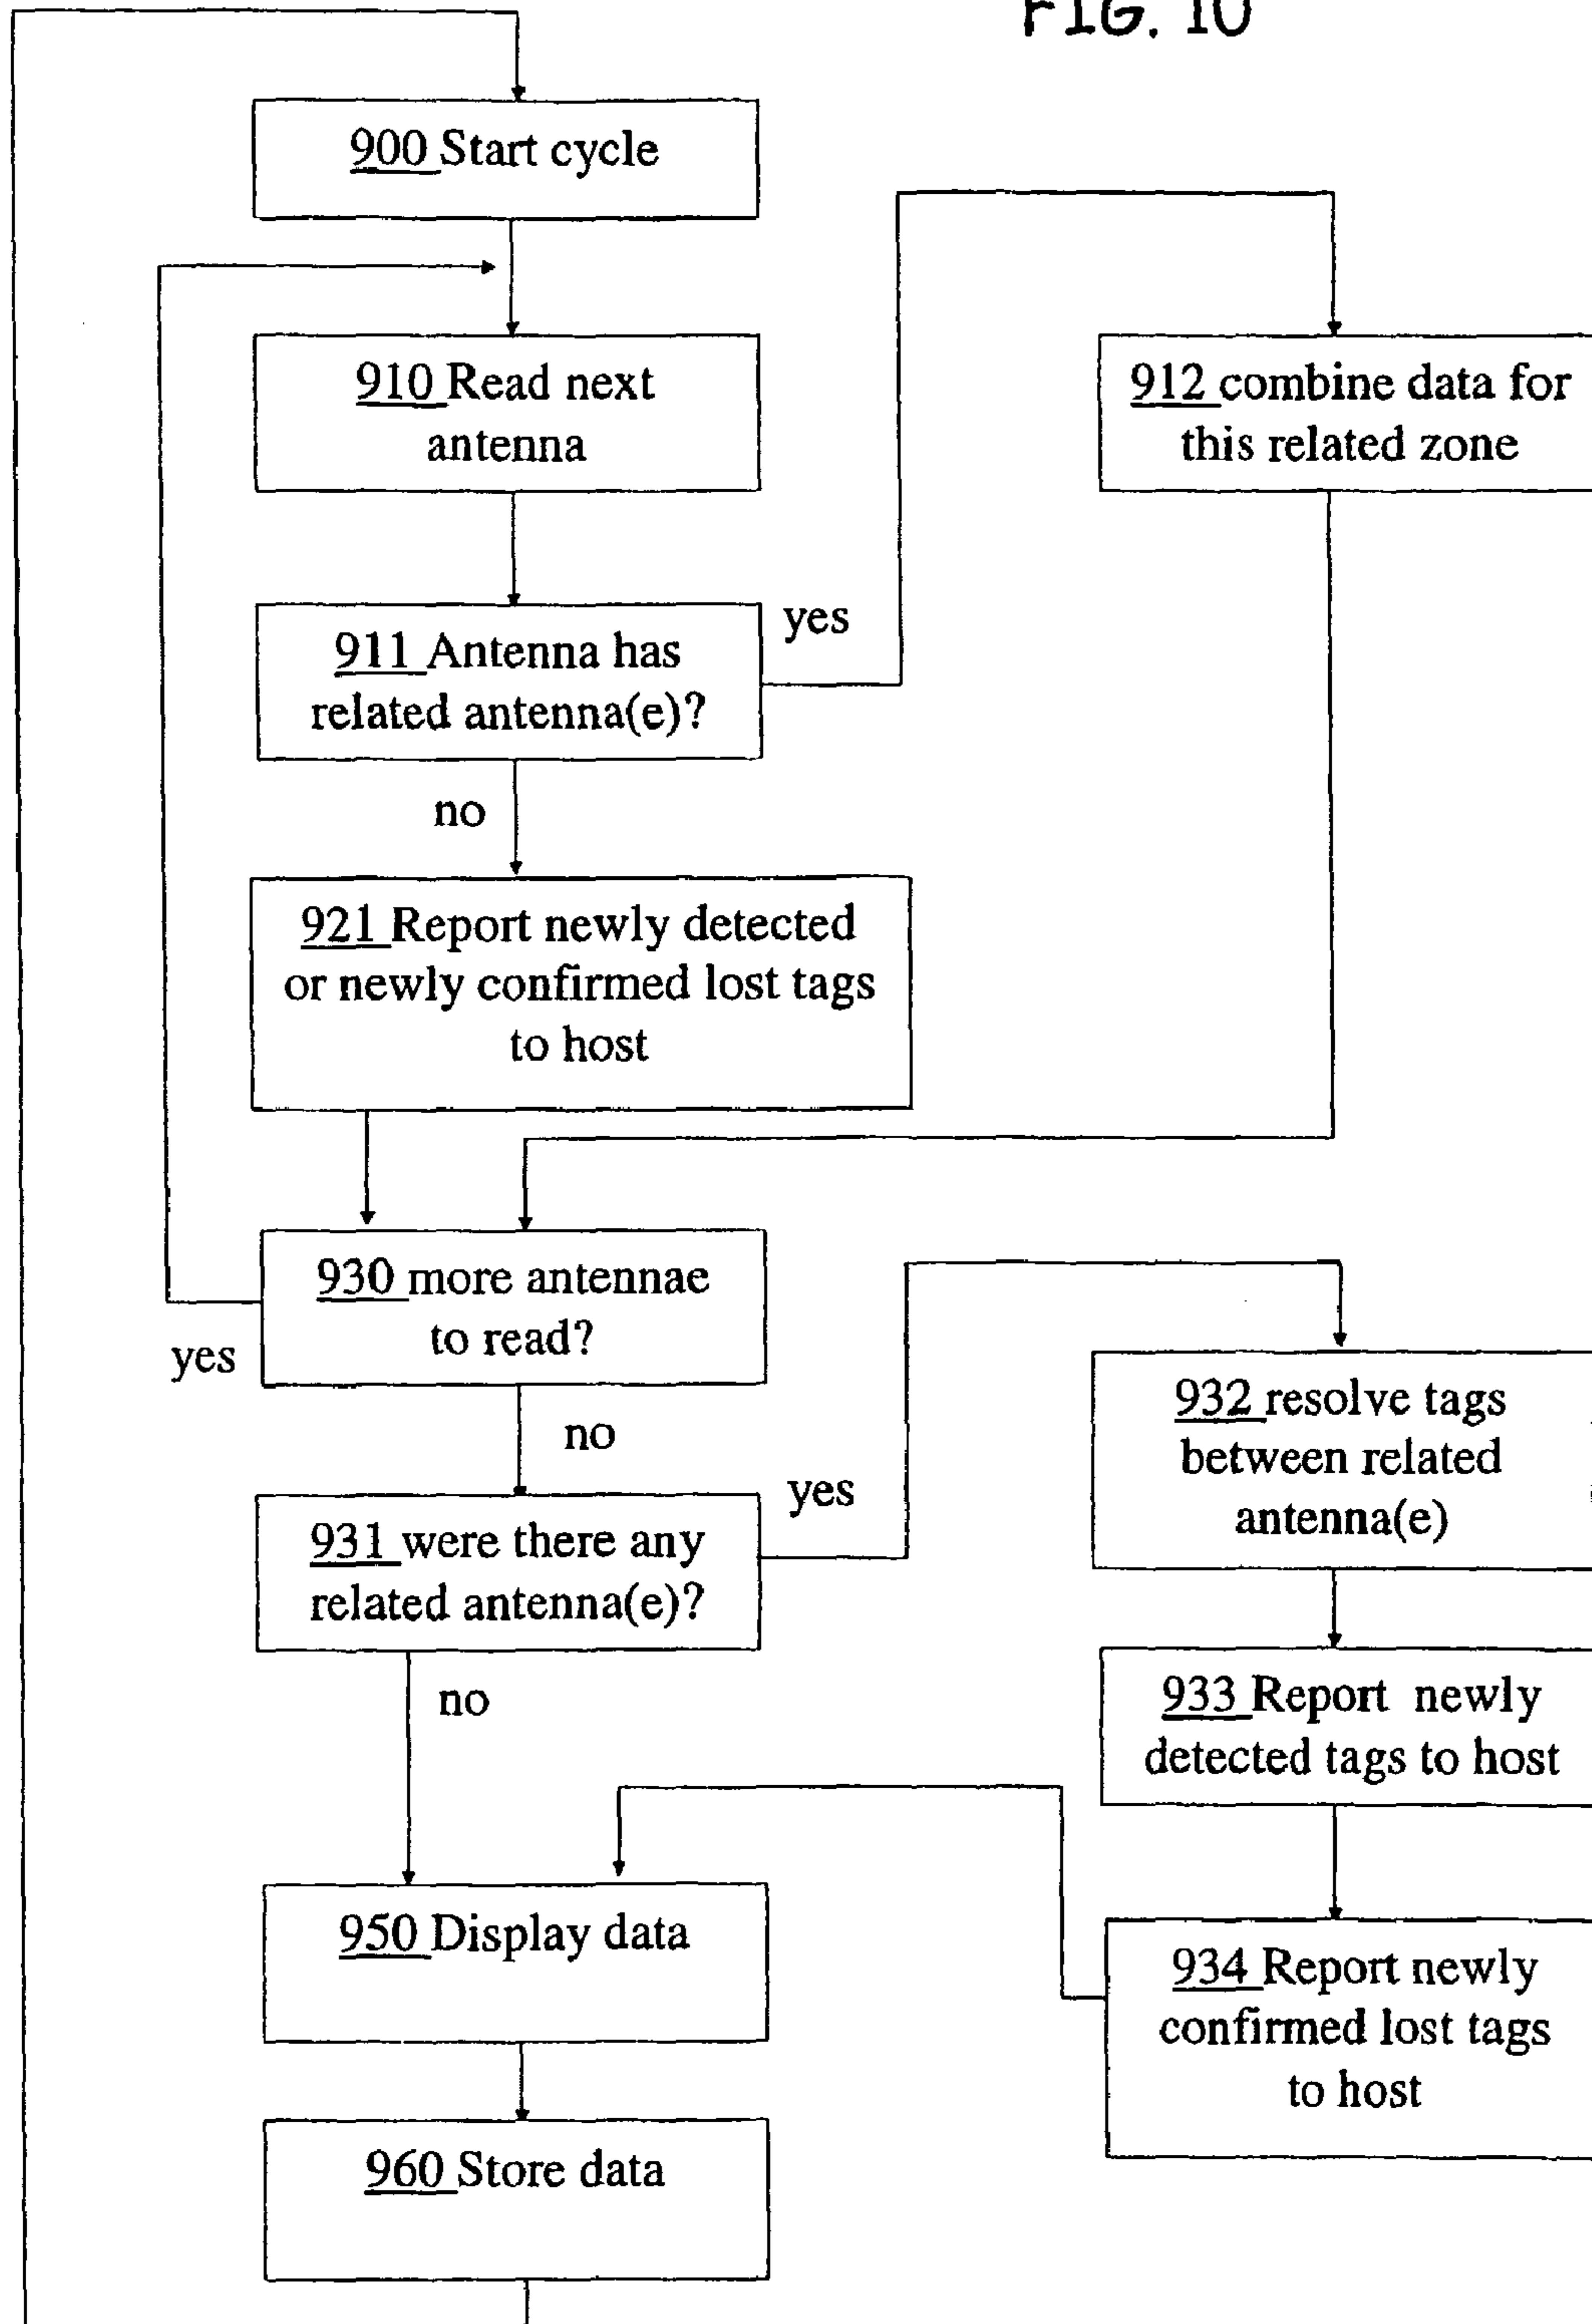 FIG. 10
900 Start cycle
910 Read next
antenna
912 combine data for
this related zone
911 Antenna has
related antenna(e)?
yes
no
921 Report newly detected
or newly confirmed lost tags
to host
930 more antennae
to read?
yes
no
931 were there any
related antenna(e)?
yes
no
932 resolve tags
between related
antenna(e)
933 Report newly
detected tags to host
934 Report newly
confirmed lost tags
to host
950 Display data
960 Store data